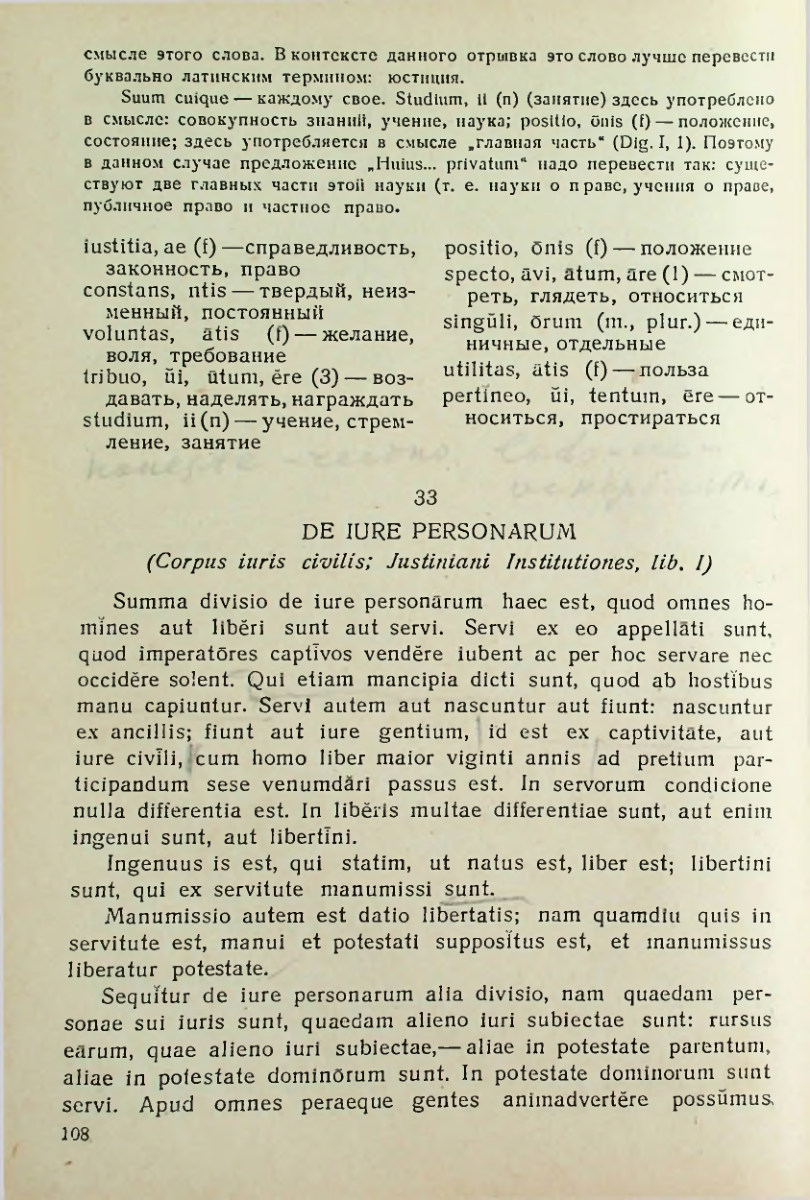 смысле этого слова. В контексте данного отрывка это слово лучше перевести
буквально латинским термином: юстиция.
Suum cuique — каждому свое. Studium, ii (n) (занятие) здесь употреблено
в смысле: совокупность знаний, учение, наука; positio, ōnis (f) — положение,
состояние; здесь употребляется в смысле „главная часть“ (Dig. I, 1). Поэтому
в данном случае предложение „Huius... privatum“ надо перевести так: суще-
ствуют две главных части этой науки (т. е. науки о праве, учения о праве,
публичное право и частное право.
iustitia, ae (f) — справедливость,
законность, право
constans, ntis — твердый, неиз-
менный, постоянный
voluntas, ātis (f) — желание,
воля, требование
tribuo, ŭi, ūtum, ĕre (3) — воз-
давать, наделять, награждать
studium, ii (n) — учение, стрем-
ление, занятие
positio, ōnis (f) — положение
specto, āvi, ātum, āre (1) — смот-
реть, глядеть, относиться
singŭli, ōrum (m., plur.) — еди-
ничные, отдельные
utilitas, ātis (f) — польза
pertĭneo, ŭi, tentum, ēre — от-
носиться, простираться
33
DE IURE PERSONARUM
(Corpus iuris civilis; Justiniani Institutiones, lib. I)
Summa divisio de iure personārum haec est, quod omnes ho-
mĭnes aut libĕri sunt aut servi. Servi ex eo appellāti sunt,
quod imperatōres captīvos vendĕre iubent ac per hoc servare nec
occidĕre solent. Qui etiam mancipia dicti sunt, quod ab hostĭbus
manu capiuntur. Servi autem aut nascuntur aut fiunt: nascuntur
ex ancillis; fiunt aut iure gentium, id est ex captivitāte, aut
iure civīli, cum homo liber maior viginti annis ad pretium par-
ticipandum sese venumdări passus est. In servorum condicione
nulla differentia est. In libĕris multae differentiae sunt, aut enim
ingenui sunt, aut libertīni.
Ingenuus is est, qui statim, ut natus est, liber est; libertini
sunt, qui ex servitute manumissi sunt.
Manumissio autem est datio libertatis; nam quamdiu quis in
servitute est, manui et potestati supposĭtus est, et manumissus
liberatur potestate.
Sequĭtur de iure personarum alia divisio, nam quaedam per-
sonae sui iuris sunt, quaedam alieno iuri subiectae sunt: rursus
eārum, quae alieno iuri subiectae,— aliae in potestate parentum,
aliae in potestate dominōrum sunt. In potestate dominorum sunt
servi. Apud omnes peraeque gentes animadvertĕre possŭmus,
108